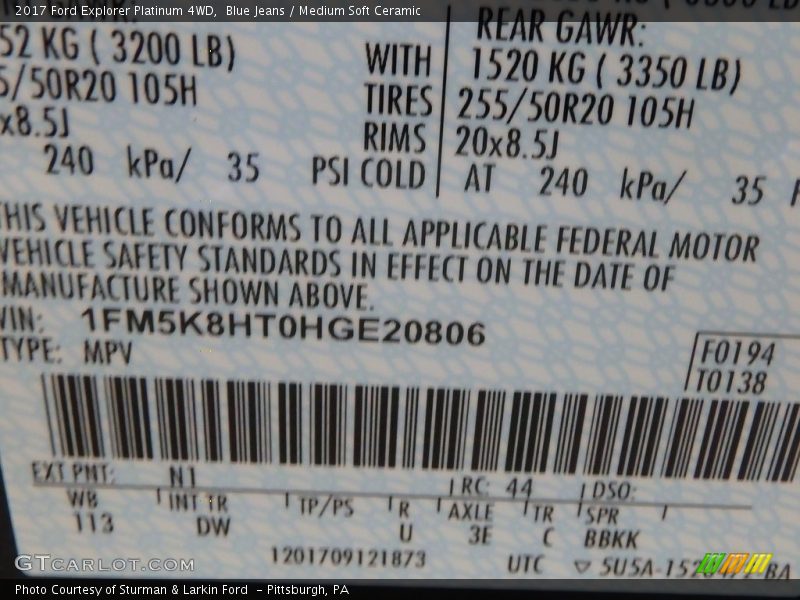 2017 Ford Explorer Platinum 4WD, Blue Jeans / Medium Soft Ceramic
REAR GAWR:
52 KG ( 3200 LB) WITH 1520 KG ( 3350 LB)
5/50R20 105H TIRES 255/50R20 105H
x8.5J RIMS 20x8.5J
240 kPa/ 35 PSI COLD AT 240 kPa/ 35
THIS VEHICLE CONFORMS TO ALL APPLICABLE FEDERAL MOTOR
VEHICLE SAFETY STANDARDS IN EFFECT ON THE DATE OF
MANUFACTURE SHOWN ABOVE.
VIN: 1FM5K8HT0HGE20806
TYPE: MPV
F0194
T0138
EXT PNT: N1 RC: 44 DSO:
WB INT TR TP/PS R AXLE TR SPR
113 DW U 3E C BBKK
1201709121873 UTC
GTCARLOT.COM
Photo Courtesy of Sturman & Larkin Ford - Pittsburgh, PA